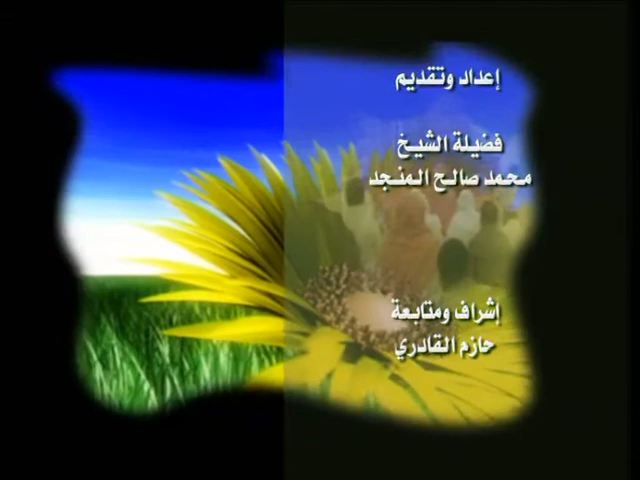 إعداد وتقديم
فضيلة الشيخ
محمد صالح المنجد
إشراف ومتابعة
حازم القادري